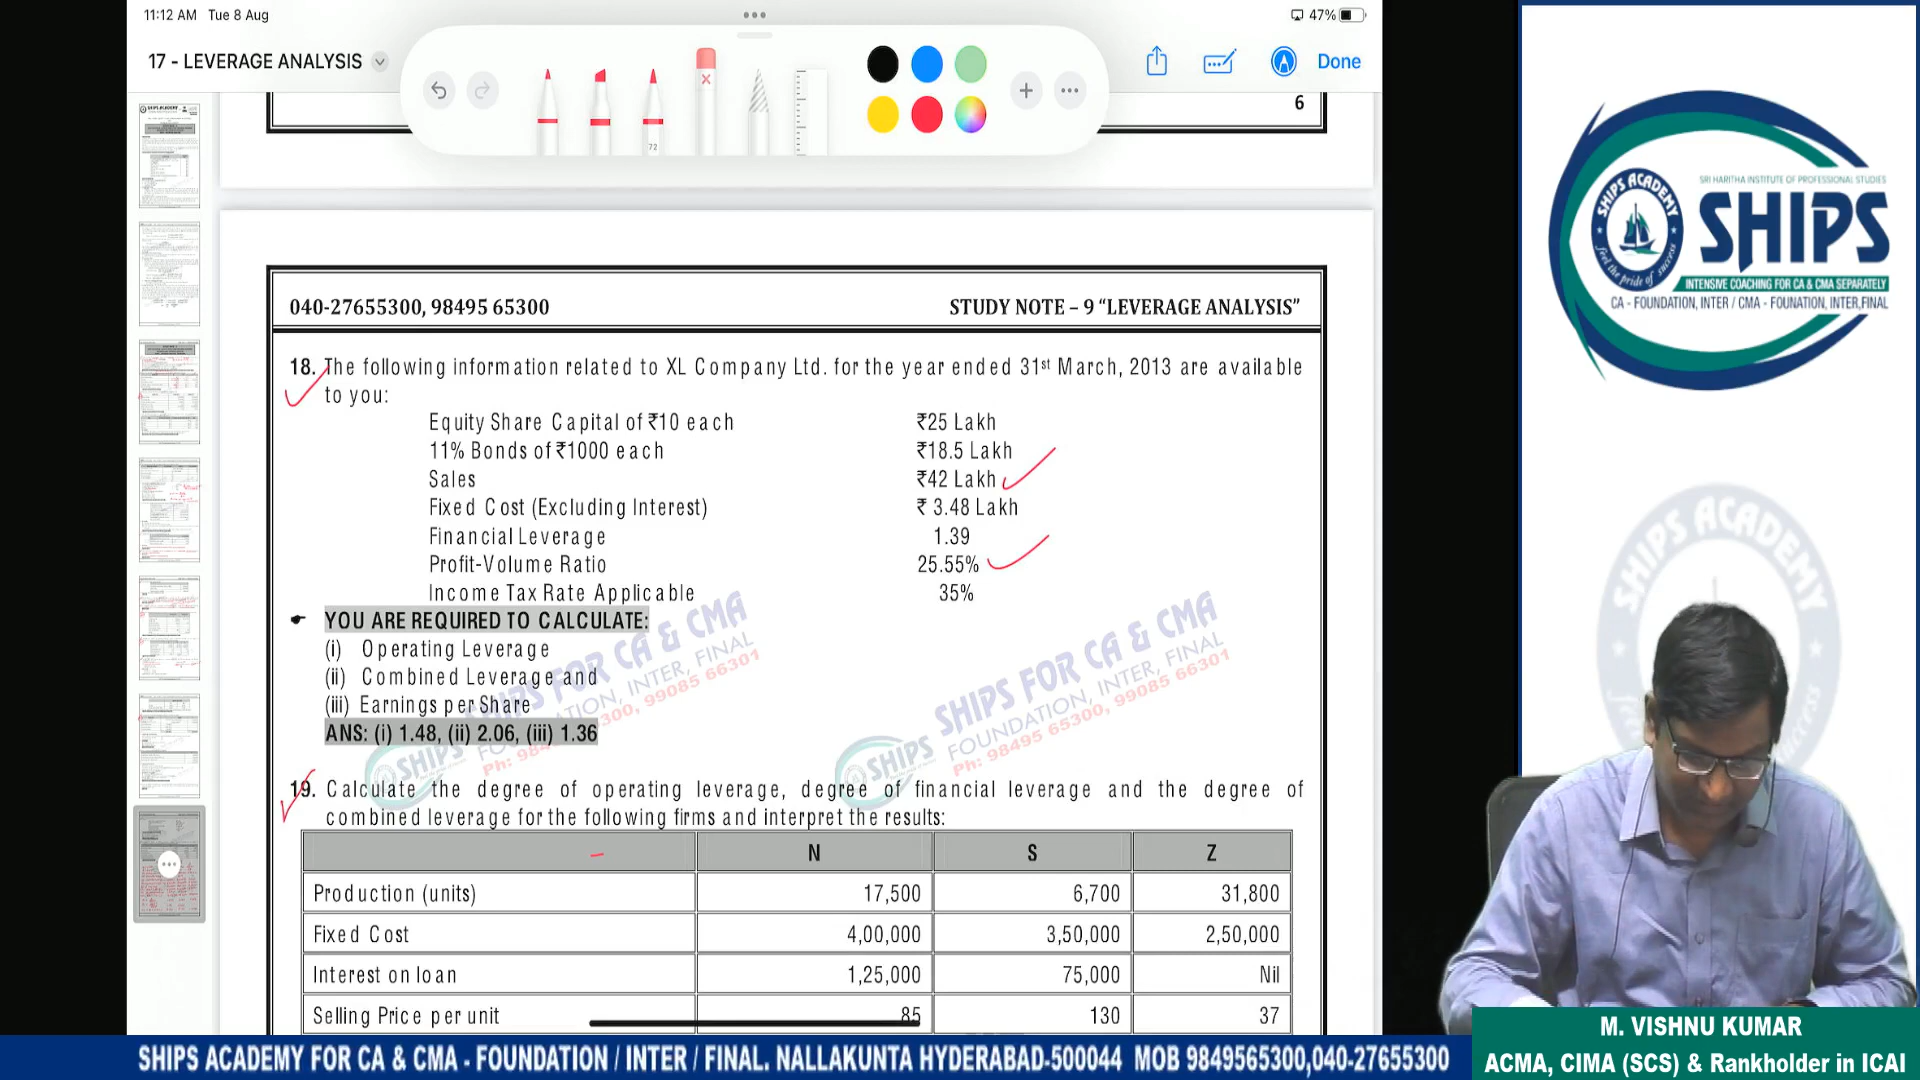 11:12 AM Tue 8 Aug
47%
17 - LEVERAGE ANALYSIS
Done
72
6
040-27655300, 98495 65300
STUDY NOTE – 9 “LEVERAGE ANALYSIS”
18. The following information related to XL Company Ltd. for the year ended 31st March, 2013 are available
to you:
Equity Share Capital of ₹10 each ₹25 Lakh
11% Bonds of ₹1000 each ₹18.5 Lakh
Sales ₹42 Lakh
Fixed Cost (Excluding Interest) ₹ 3.48 Lakh
Financial Leverage 1.39
Profit-Volume Ratio 25.55%
Income Tax Rate Applicable 35%
YOU ARE REQUIRED TO CALCULATE:
(i) Operating Leverage
(ii) Combined Leverage and
(iii) Earnings per Share
ANS: (i) 1.48, (ii) 2.06, (iii) 1.36
SHIPS FOR CA & CMA
FOUNDATION, INTER, FINAL
Ph: 98495 65300, 99085 66301
SHIPS
19. Calculate the degree of operating leverage, degree of financial leverage and the degree of
combined leverage for the following firms and interpret the results:
N S Z
Production (units) 17,500 6,700 31,800
Fixed Cost 4,00,000 3,50,000 2,50,000
Interest on loan 1,25,000 75,000 Nil
Selling Price per unit 85 130 37
SRI HARITHA INSTITUTE OF PROFESSIONAL STUDIES
SHIPS ACADEMY
feel the pride of success
SHIPS
INTENSIVE COACHING FOR CA & CMA SEPARATELY
CA - FOUNDATION, INTER / CMA - FOUNATION, INTER,FINAL
SHIPS ACADEMY
M. VISHNU KUMAR
ACMA, CIMA (SCS) & Rankholder in ICAI
SHIPS ACADEMY FOR CA & CMA - FOUNDATION / INTER / FINAL. NALLAKUNTA HYDERABAD-500044 MOB 9849565300,040-27655300